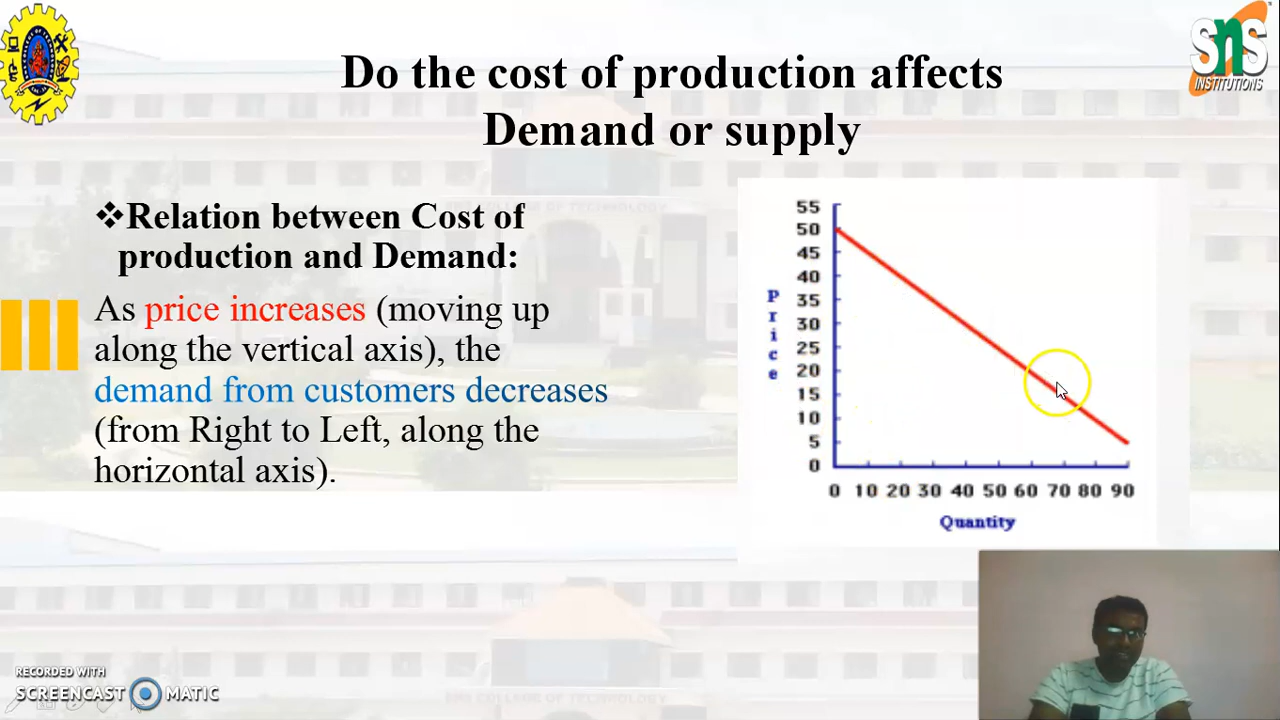 SNS
INSTITUTIONS
Do the cost of production affects
Demand or supply
❖Relation between Cost of
production and Demand:
As price increases (moving up
along the vertical axis), the
demand from customers decreases
(from Right to Left, along the
horizontal axis).
55
50
45
40
35
30
25
20
15
10
5
0
Price
0 10 20 30 40 50 60 70 80 90
Quantity
RECORDED WITH
SCREENCAST MATIC